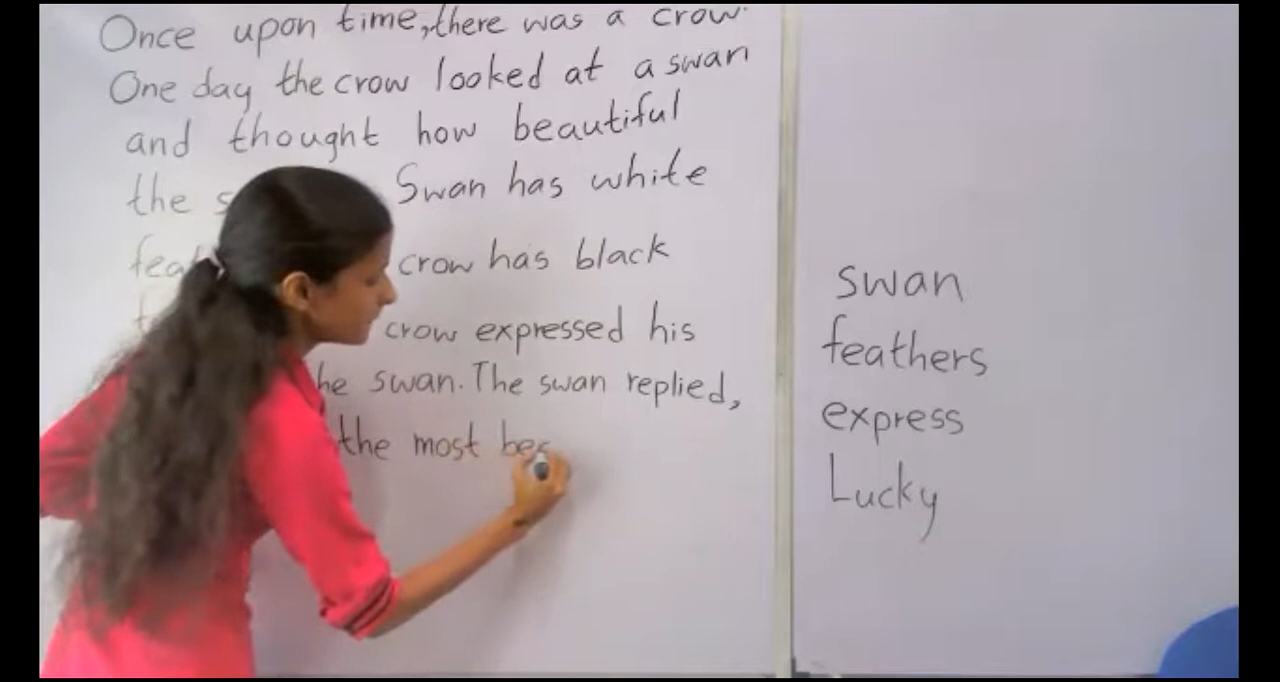 Once upon time, there was a crow.
One day the crow looked at a swan
and thought how beautiful
the Swan has white
crow has black
crow expressed his
swan. The swan replied,
the most
swan
feathers
express
Lucky